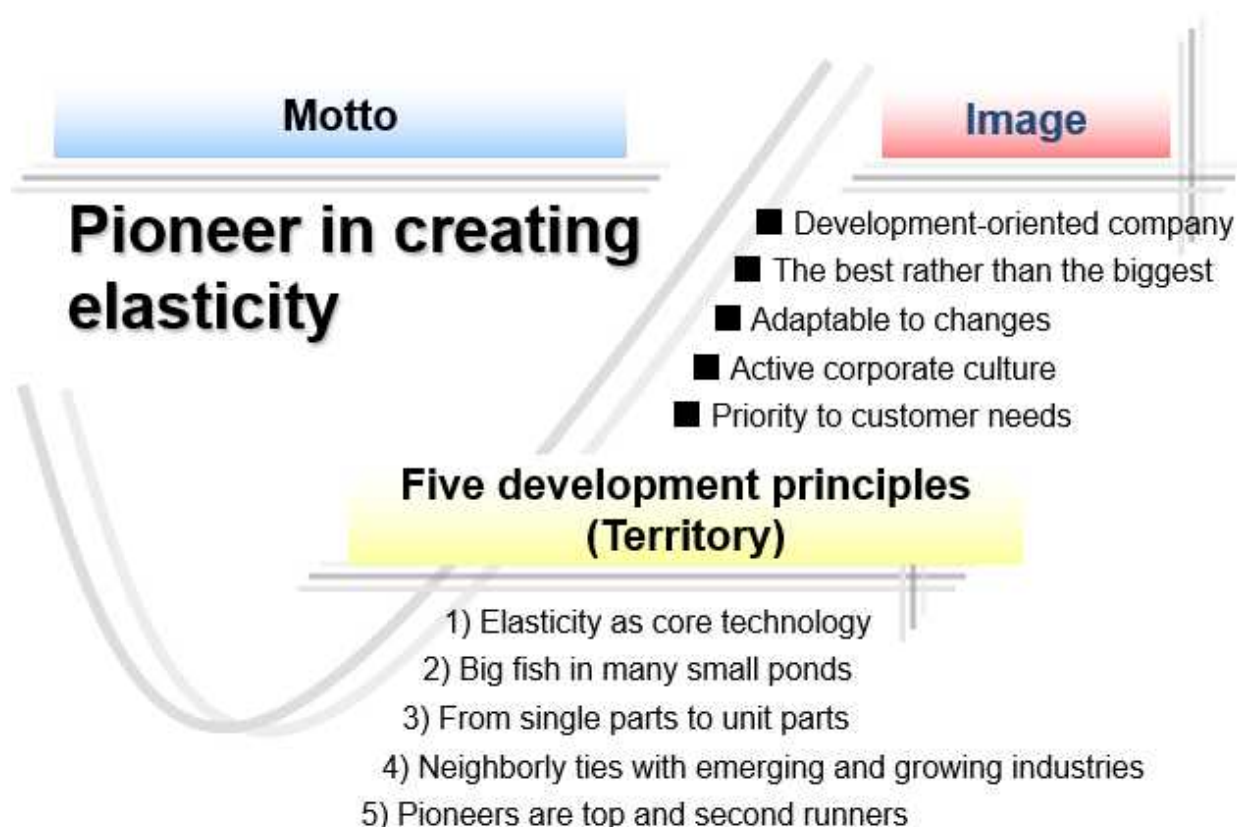 Motto
Pioneer in creating
elasticity
Image
■ Development-oriented company
■ The best rather than the biggest
■ Adaptable to changes
■ Active corporate culture
■ Priority to customer needs
Five development principles
(Territory)
1) Elasticity as core technology
2) Big fish in many small ponds
3) From single parts to unit parts
4) Neighborly ties with emerging and growing industries
5) Pioneers are top and second runners